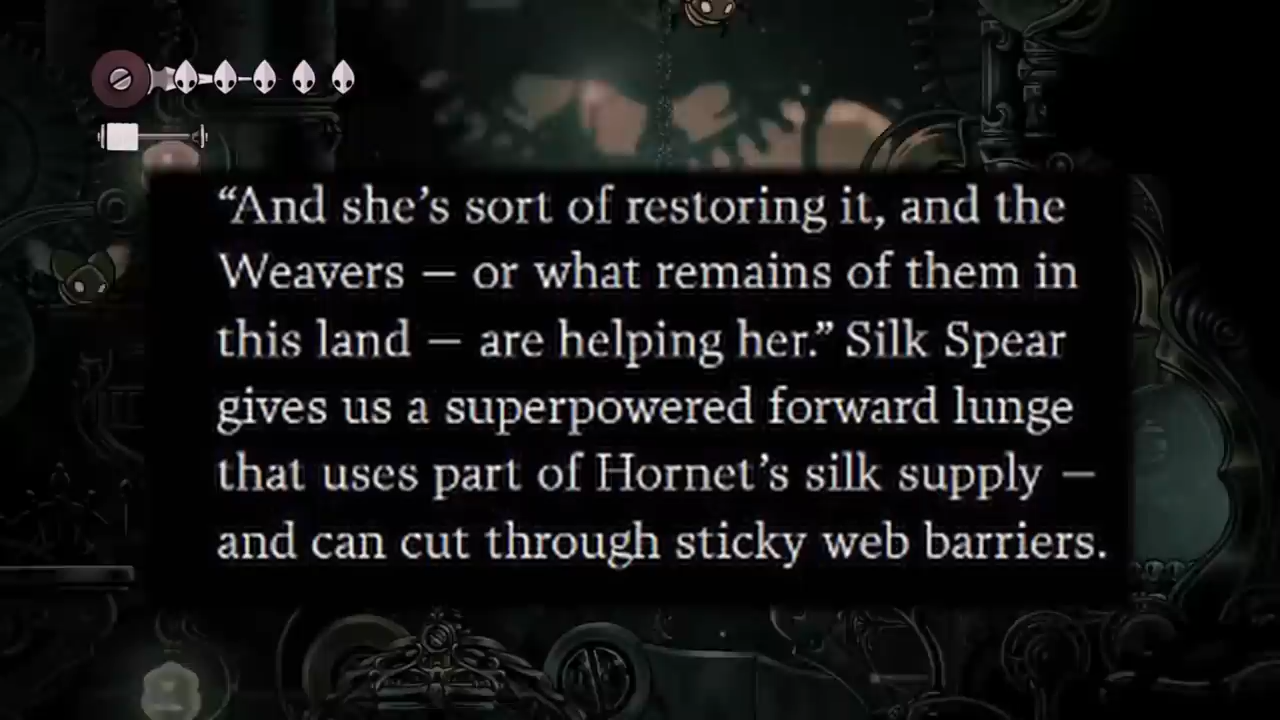 “And she’s sort of restoring it, and the
Weavers – or what remains of them in
this land – are helping her.” Silk Spear
gives us a superpowered forward lunge
that uses part of Hornet’s silk supply –
and can cut through sticky web barriers.